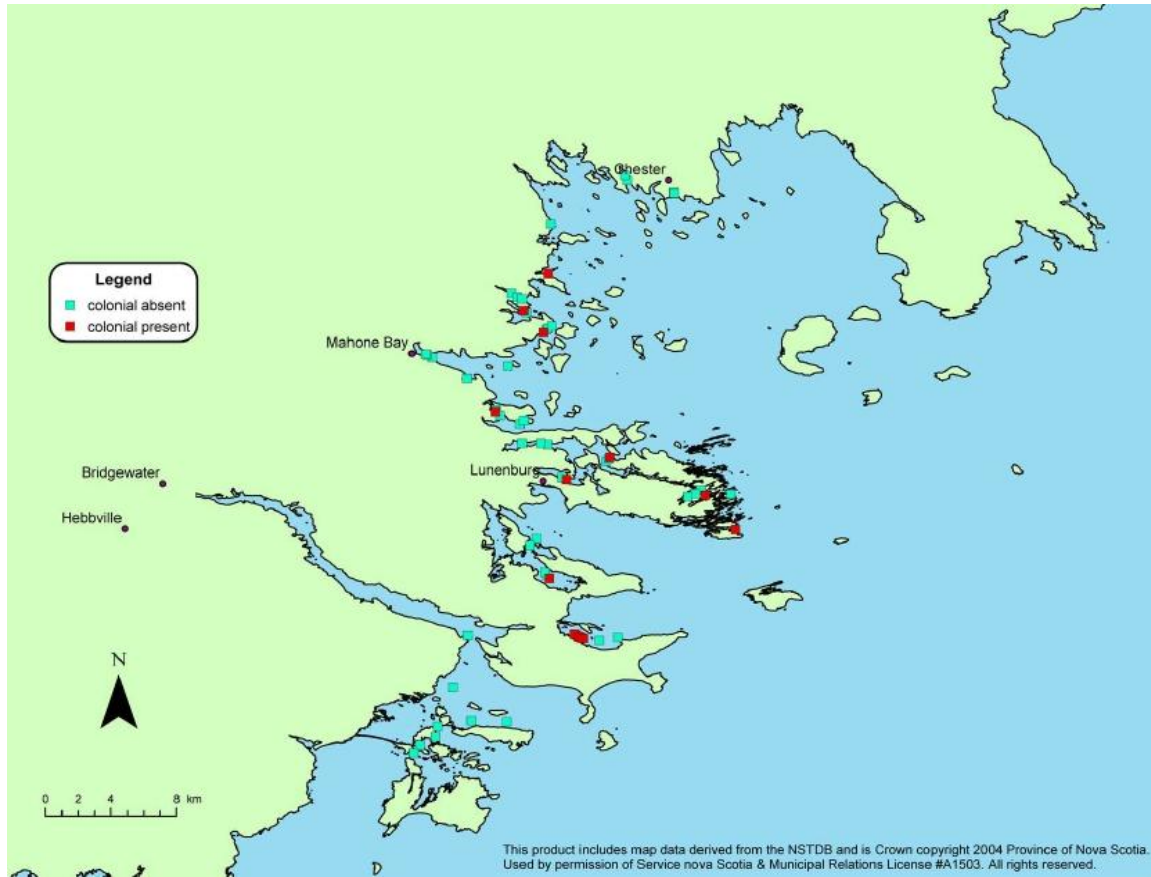 Chester
Legend
colonial absent
colonial present
Mahone Bay
Bridgewater
Lunenburg
Hebbville
N
0 2 4 8 km
This product includes map data derived from the NSTDB and is Crown copyright 2004 Province of Nova Scotia.
Used by permission of Service nova Scotia & Municipal Relations License #A1503. All rights reserved.